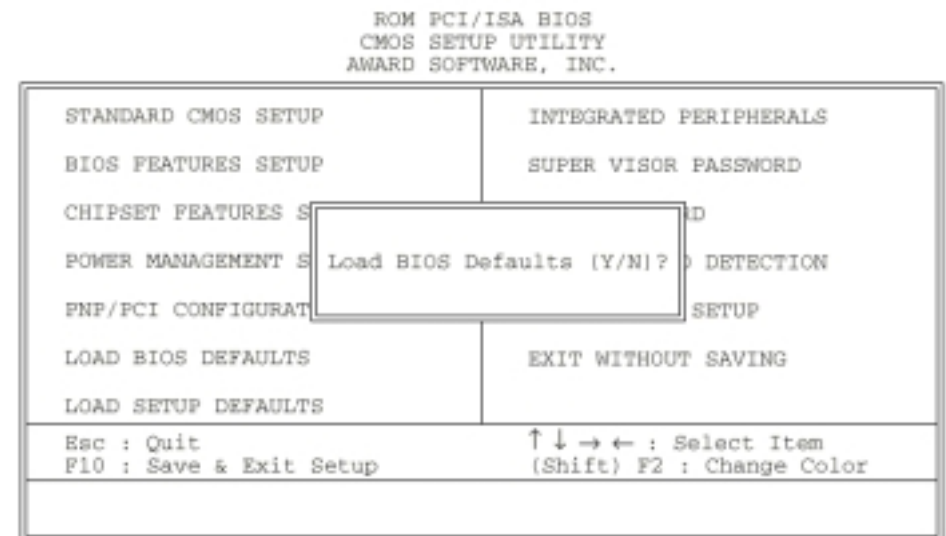 ROM PCI/ISA BIOS
CMOS SETUP UTILITY
AWARD SOFTWARE, INC.
STANDARD CMOS SETUP
INTEGRATED PERIPHERALS
BIOS FEATURES SETUP
SUPER VISOR PASSWORD
CHIPSET FEATURES S
D
POWER MANAGEMENT S
Load BIOS Defaults (Y/N)?
DETECTION
PNP/PCI CONFIGURAT
SETUP
LOAD BIOS DEFAULTS
EXIT WITHOUT SAVING
LOAD SETUP DEFAULTS
Esc : Quit
↑ ↓ → ← : Select Item
F10 : Save & Exit Setup
(Shift) F2 : Change Color